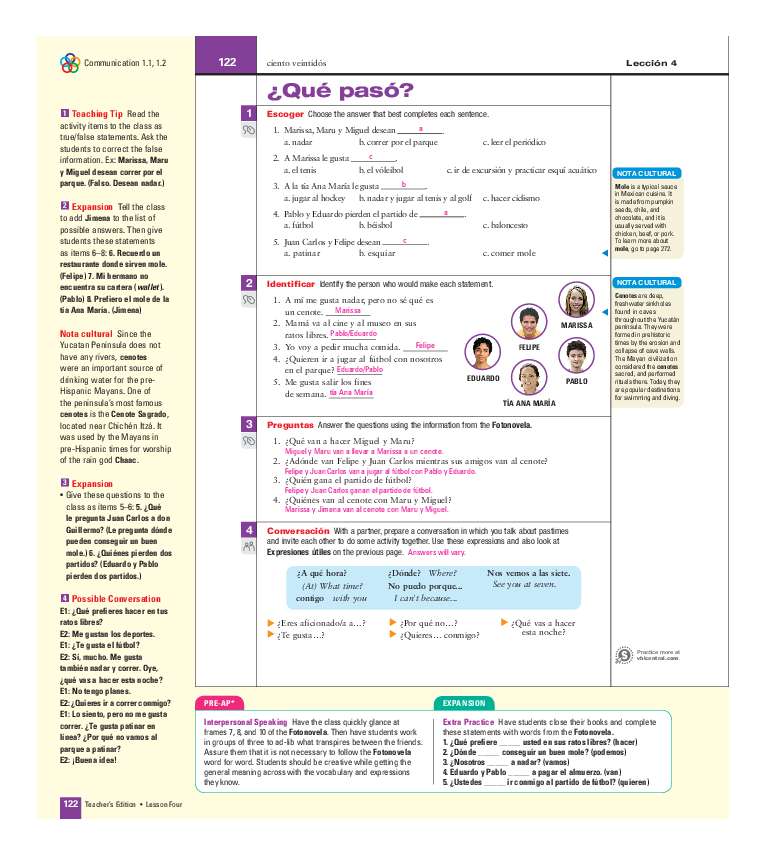 Communication 1.1, 1.2
1 Teaching Tip Read the
activity items to the class as
true/false statements. Ask the
students to correct the false
information. Ex: Marissa, Maru
y Miguel desean correr por el
parque. (Falso. Desean nadar.)
2 Expansion Tell the class
to add Jimena to the list of
possible answers. Then give
students these statements
as items 6–8: 6. Recuerdo un
restaurante donde sirven mole.
(Felipe) 7. Mi hermano no
encuentra su cartera (wallet).
(Pablo) 8. Prefiero el mole de la
tía Ana María. (Jimena)
Nota cultural Since the
Yucatan Peninsula does not
have any rivers, cenotes
were an important source of
drinking water for the pre-
Hispanic Mayans. One of
the peninsula's most famous
cenotes is the Cenote Sagrado,
located near Chichén Itzá. It
was used by the Mayans in
pre-Hispanic times for worship
of the rain god Chaac.
3 Expansion
• Give these questions to the
class as items 5–6: 5. ¿Qué
le pregunta Juan Carlos a don
Guillermo? (Le pregunta dónde
pueden conseguir un buen
mole.) 6. ¿Quiénes pierden dos
partidos? (Eduardo y Pablo
pierden dos partidos.)
4 Possible Conversation
E1: ¿Qué prefieres hacer en tus
ratos libres?
E2: Me gustan los deportes.
E1: ¿Te gusta el fútbol?
E2: Sí, mucho. Me gusta
también nadar y correr. Oye,
¿qué vas a hacer esta noche?
E1: No tengo planes.
E2: ¿Quieres ir a correr conmigo?
E1: Lo siento, pero no me gusta
correr. ¿Te gusta patinar en
línea? ¿Por qué no vamos al
parque a patinar?
E2: ¡Buena idea!
122 Teacher's Edition • Lesson Four
122 ciento veintidós Lección 4
¿Qué pasó?
1 Escoger Choose the answer that best completes each sentence.
1. Marissa, Maru y Miguel desean ___a___.
a. nadar b. correr por el parque c. leer el periódico
2. A Marissa le gusta ___c___.
a. el tenis b. el vóleibol c. ir de excursión y practicar esquí acuático
3. A la tía Ana María le gusta ___b___.
a. jugar al hockey b. nadar y jugar al tenis y al golf c. hacer ciclismo
4. Pablo y Eduardo pierden el partido de ___a___.
a. fútbol b. béisbol c. baloncesto
5. Juan Carlos y Felipe desean ___c___.
a. patinar b. esquiar c. comer mole
2 Identificar Identify the person who would make each statement.
1. A mí me gusta nadar, pero no sé qué es
un cenote. Marissa
2. Mamá va al cine y al museo en sus
ratos libres. Pablo/Eduardo
3. Yo voy a pedir mucha comida. Felipe
4. ¿Quieren ir a jugar al fútbol con nosotros
en el parque? Eduardo/Pablo
5. Me gusta salir los fines
de semana. tía Ana María
MARISSA
FELIPE
EDUARDO
PABLO
TÍA ANA MARÍA
3 Preguntas Answer the questions using the information from the Fotonovela.
1. ¿Qué van a hacer Miguel y Maru?
Miguel y Maru van a llevar a Marissa a un cenote.
2. ¿Adónde van Felipe y Juan Carlos mientras sus amigos van al cenote?
Felipe y Juan Carlos van a jugar al fútbol con Pablo y Eduardo.
3. ¿Quién gana el partido de fútbol?
Felipe y Juan Carlos ganan el partido de fútbol.
4. ¿Quiénes van al cenote con Maru y Miguel?
Marissa y Jimena van al cenote con Maru y Miguel.
4 Conversación With a partner, prepare a conversation in which you talk about pastimes
and invite each other to do some activity together. Use these expressions and also look at
Expresiones útiles on the previous page. Answers will vary.
¿A qué hora? ¿Dónde? Where? Nos vemos a las siete.
(At) What time? No puedo porque... See you at seven.
contigo with you I can't because...
¿Eres aficionado/a a…? ¿Por qué no…? ¿Qué vas a hacer
¿Te gusta…? ¿Quieres… conmigo? esta noche?
NOTA CULTURAL
Mole is a typical sauce
in Mexican cuisine. It
is made from pumpkin
seeds, chile, and
chocolate, and it is
usually served with
chicken, beef, or pork.
To learn more about
mole, go to page 272.
NOTA CULTURAL
Cenotes are deep,
freshwater sinkholes
found in caves
throughout the Yucatán
peninsula. They were
formed in prehistoric
times by the erosion and
collapse of cave walls.
The Mayan civilization
considered the cenotes
sacred, and performed
rituals there. Today, they
are popular destinations
for swimming and diving.
S Practice more at
vhlcentral.com.
PRE-AP*
Interpersonal Speaking Have the class quickly glance at
frames 7, 8, and 10 of the Fotonovela. Then have students work
in groups of three to ad-lib what transpires between the friends.
Assure them that it is not necessary to follow the Fotonovela
word for word. Students should be creative while getting the
general meaning across with the vocabulary and expressions
they know.
EXPANSION
Extra Practice Have students close their books and complete
these statements with words from the Fotonovela.
1. ¿Qué prefiere _____ usted en sus ratos libres? (hacer)
2. ¿Dónde _____ conseguir un buen mole? (podemos)
3. ¿Nosotros _____ a nadar? (vamos)
4. Eduardo y Pablo _____ a pagar el almuerzo. (van)
5. ¿Ustedes _____ ir conmigo al partido de fútbol? (quieren)